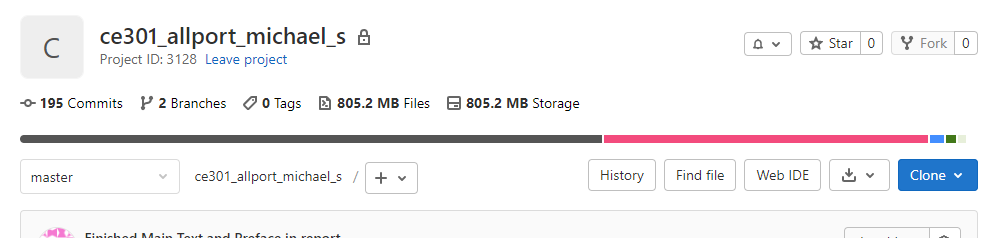 C
ce301_allport_michael_s
Project ID: 3128 Leave project
Star 0 Fork 0
195 Commits 2 Branches 0 Tags 805.2 MB Files 805.2 MB Storage
master ce301_allport_michael_s / + History Find file Web IDE Clone
Finished Main Text and Preface in report